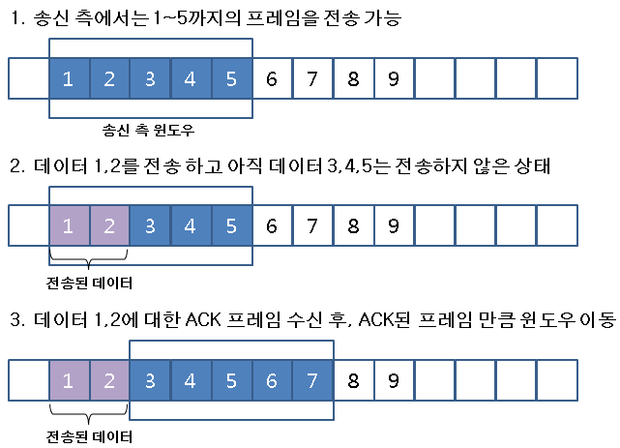 1. 송신 측에서는 1~5까지의 프레임을 전송 가능
1 2 3 4 5 6 7 8 9
송신 측 윈도우
2. 데이터 1,2를 전송 하고 아직 데이터 3,4,5는 전송하지 않은 상태
1 2 3 4 5 6 7 8 9
전송된 데이터
3. 데이터 1,2에 대한 ACK 프레임 수신 후, ACK된 프레임 만큼 윈도우 이동
1 2 3 4 5 6 7 8 9
전송된 데이터